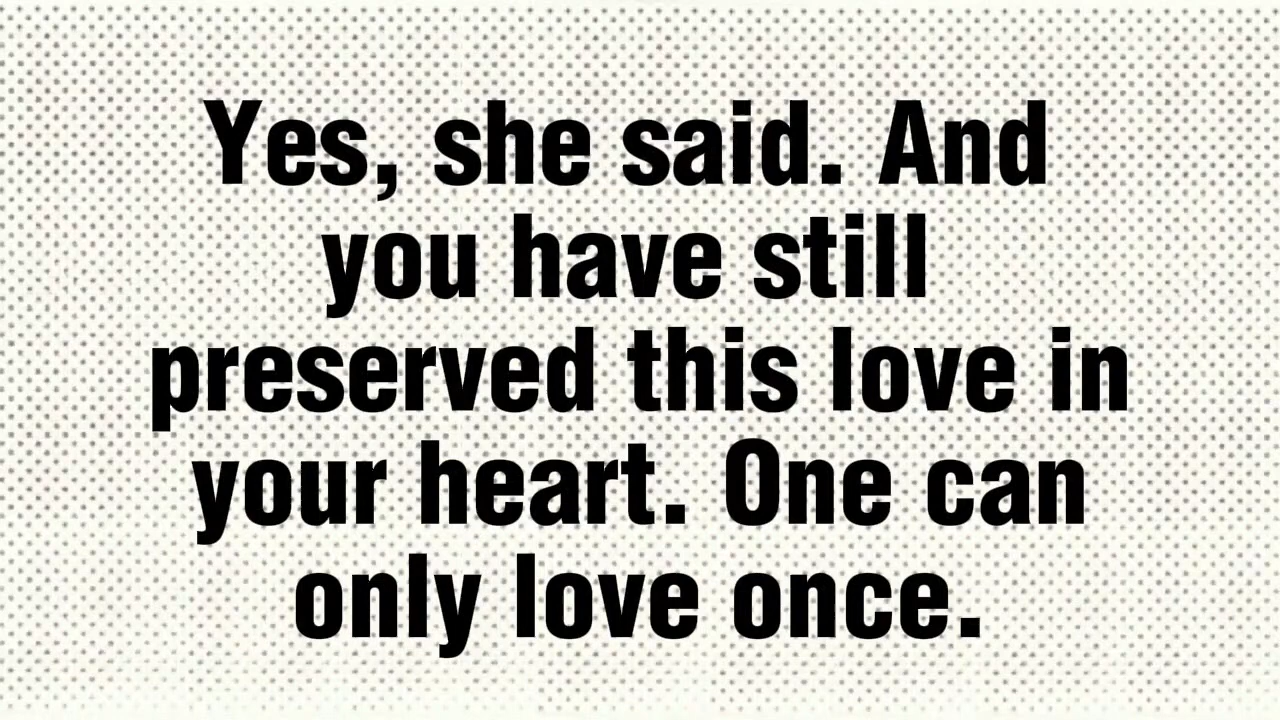 Yes, she said. And
you have still
preserved this love in
your heart. One can
only love once.